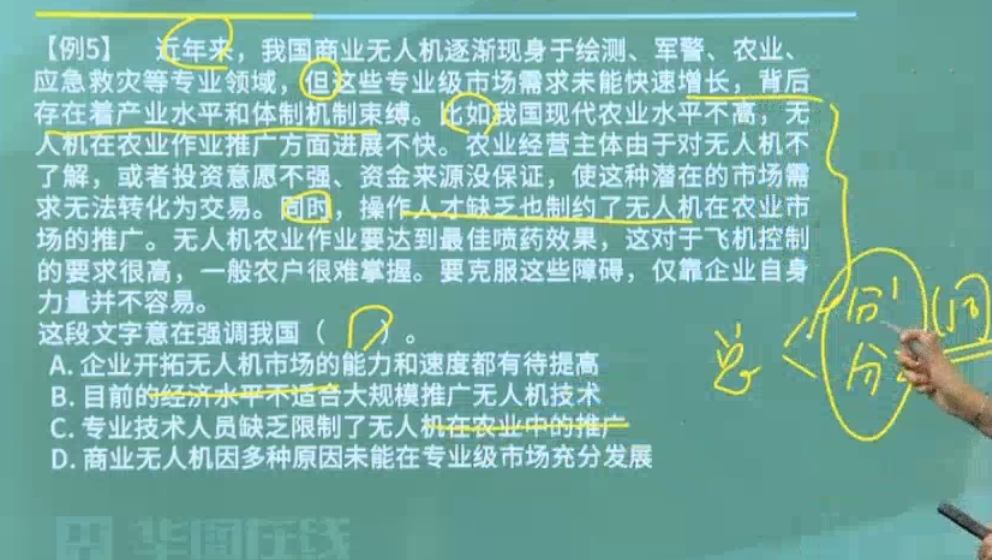 【例5】 近年来，我国商业无人机逐渐现身于绘测、军警、农业、
应急救灾等专业领域，但这些专业级市场需求未能快速增长，背后
存在着产业水平和体制机制束缚。比如我国现代农业水平不高，无
人机在农业作业推广方面进展不快。农业经营主体由于对无人机不
了解，或者投资意愿不强、资金来源没保证，使这种潜在的市场需
求无法转化为交易。同时，操作人才缺乏也制约了无人机在农业市
场的推广。无人机农业作业要达到最佳喷药效果，这对于飞机控制
的要求很高，一般农户很难掌握。要克服这些障碍，仅靠企业自身
力量并不容易。
这段文字意在强调我国（ ）。
A. 企业开拓无人机市场的能力和速度都有待提高
B. 目前的经济水平不适合大规模推广无人机技术
C. 专业技术人员缺乏限制了无人机在农业中的推广
D. 商业无人机因多种原因未能在专业级市场充分发展
总
分
分
华图在线